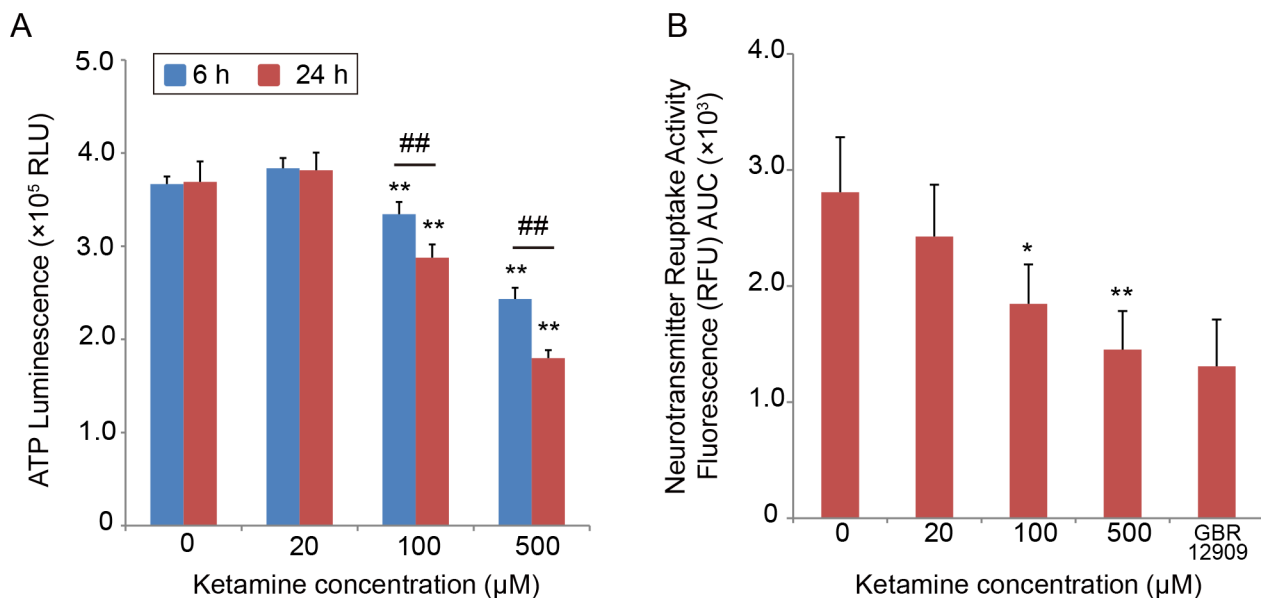 A
ATP Luminescence (×10⁵ RLU)
5.0
4.0
3.0
2.0
1.0
0
6 h
24 h
##
**
**
##
**
**
0
20
100
500
Ketamine concentration (µM)
B
Neurotransmitter Reuptake Activity
Fluorescence (RFU) AUC (×10³)
4.0
3.0
2.0
1.0
0
*
**
0
20
100
500
GBR
12909
Ketamine concentration (µM)